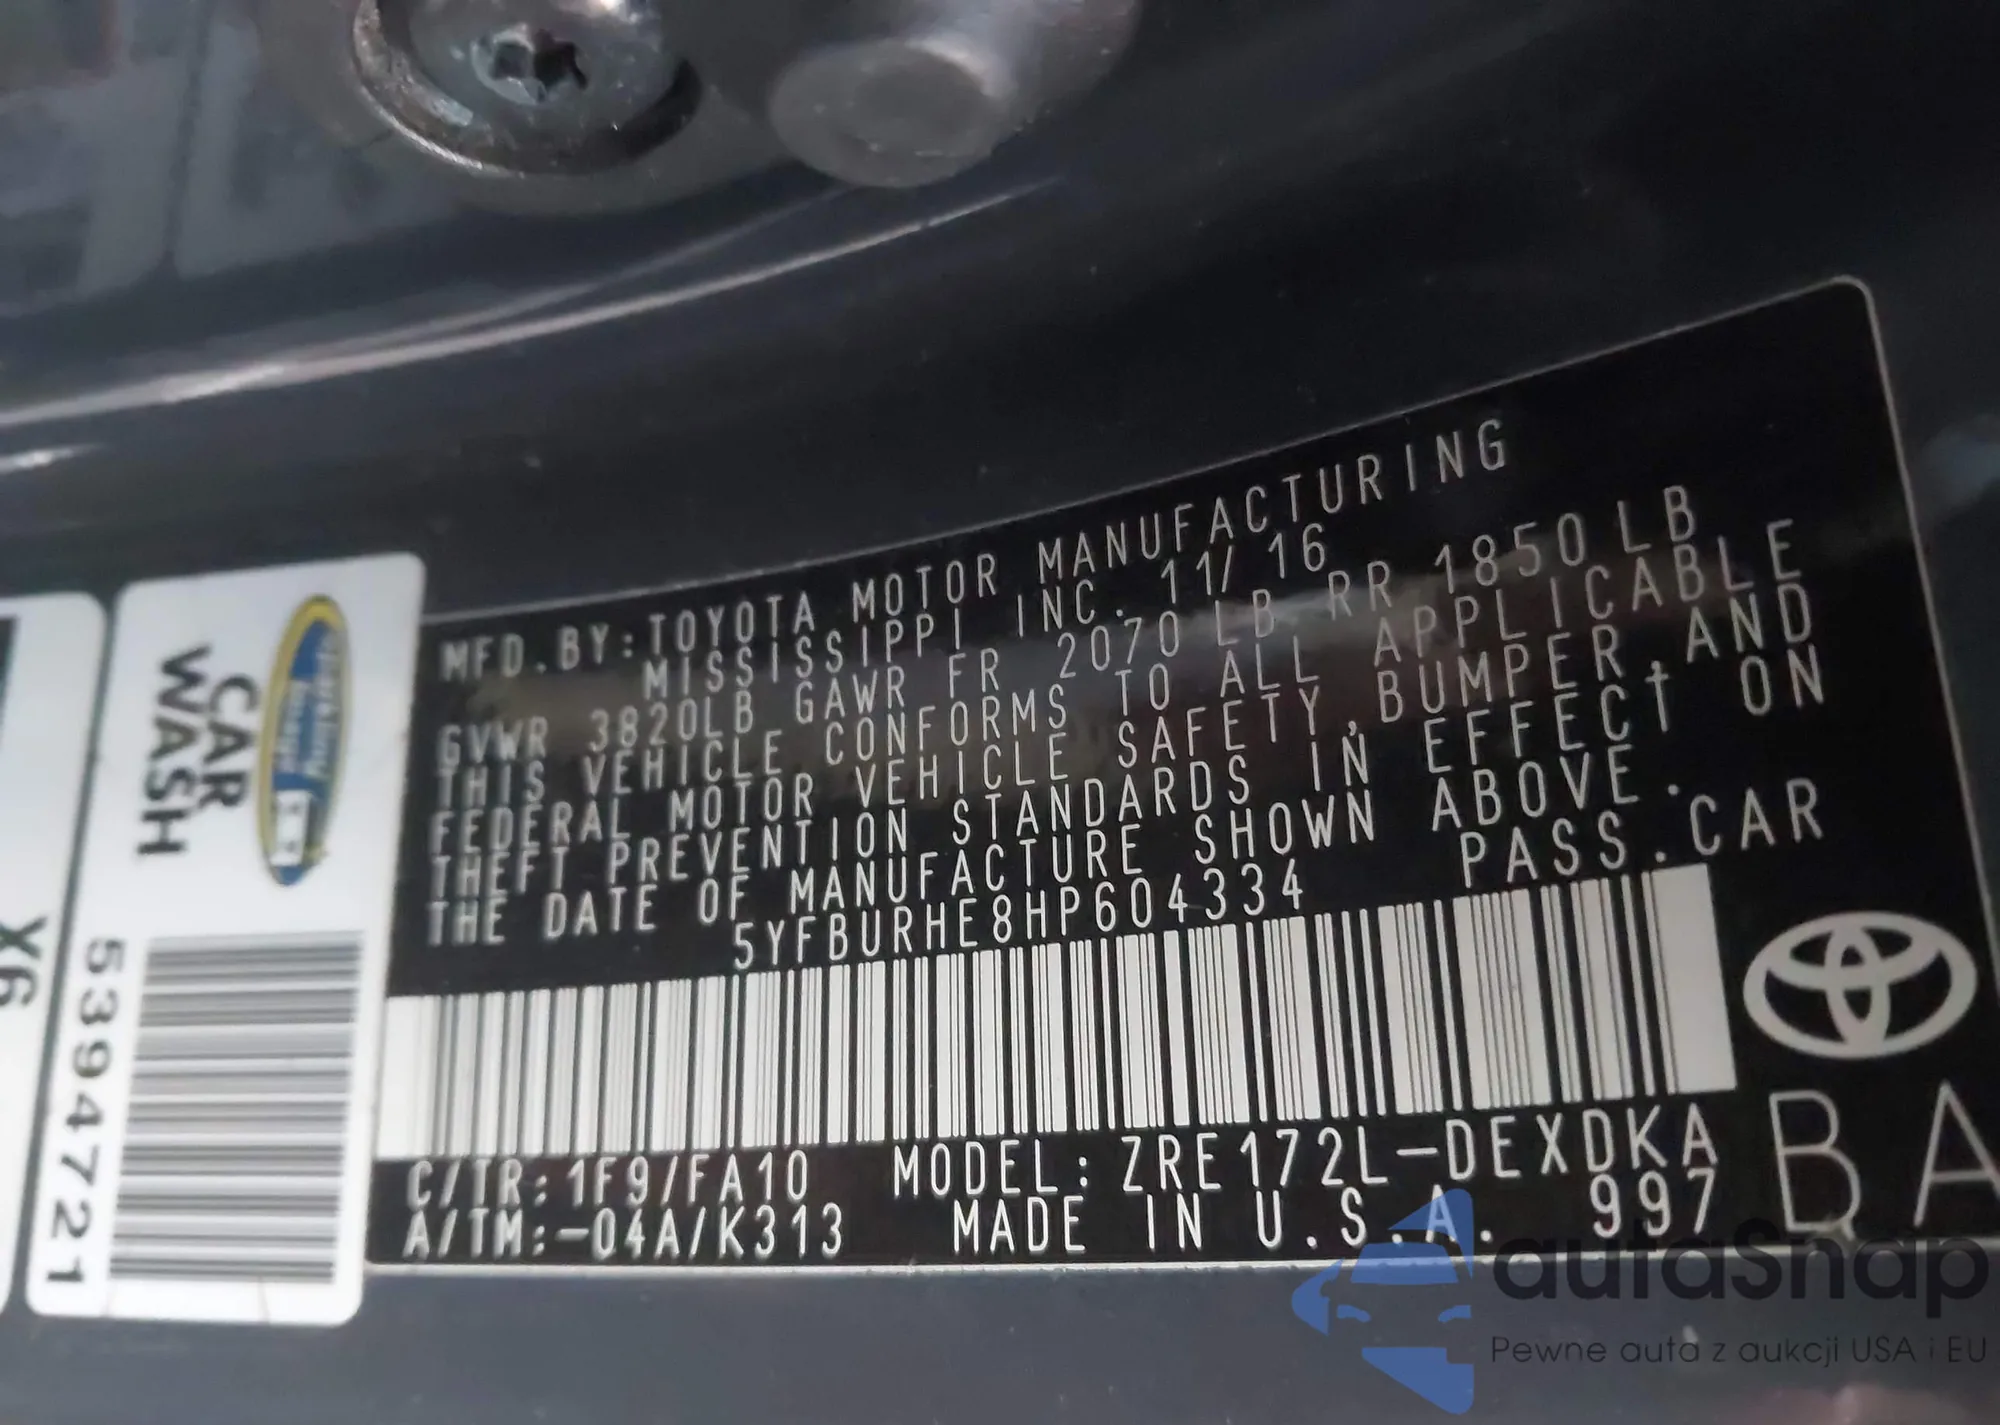 MFD.BY:TOYOTA MOTOR MANUFACTURING
MISSISSIPPI INC. 11/16
GVWR 3820LB GAWR FR 2070LB RR 1850LB
THIS VEHICLE CONFORMS TO ALL APPLICABLE
FEDERAL MOTOR VEHICLE SAFETY,BUMPER,AND
THEFT PREVENTION STANDARDS IN EFFECT ON
THE DATE OF MANUFACTURE SHOWN ABOVE.
5YFBURHE8HP604334 PASS.CAR
C/TR:1F9/FA10 MODEL:ZRE172L-DEXDKA
A/TM:-04A/K313 MADE IN U.S.A. 997
BA
CAR
WASH
5394721
X6
autaSnap
Pewne auta z aukcji USA i EU